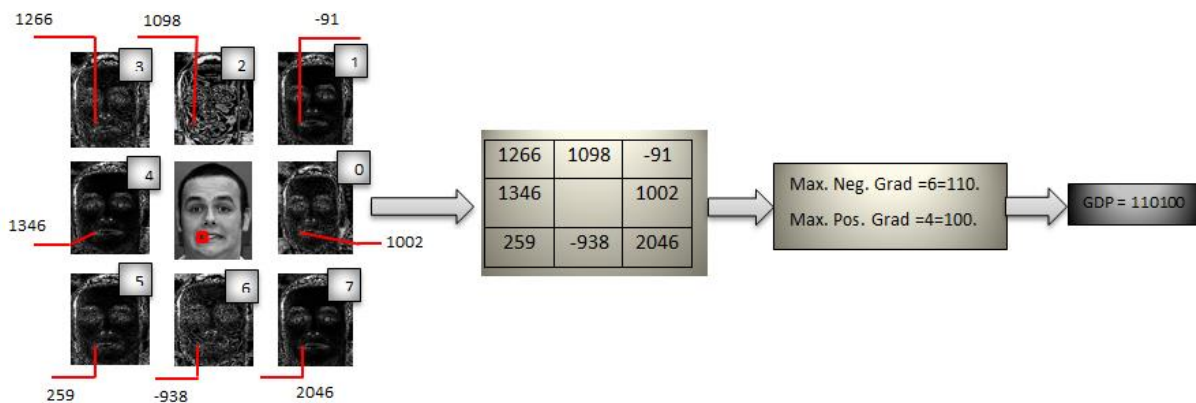 1266 1098 -91
3 2 1
4 0
1346
1002
5 6 7
259 -938 2046
1266 1098 -91
1346 1002
259 -938 2046
Max. Neg. Grad =6=110.
Max. Pos. Grad =4=100.
GDP = 110100